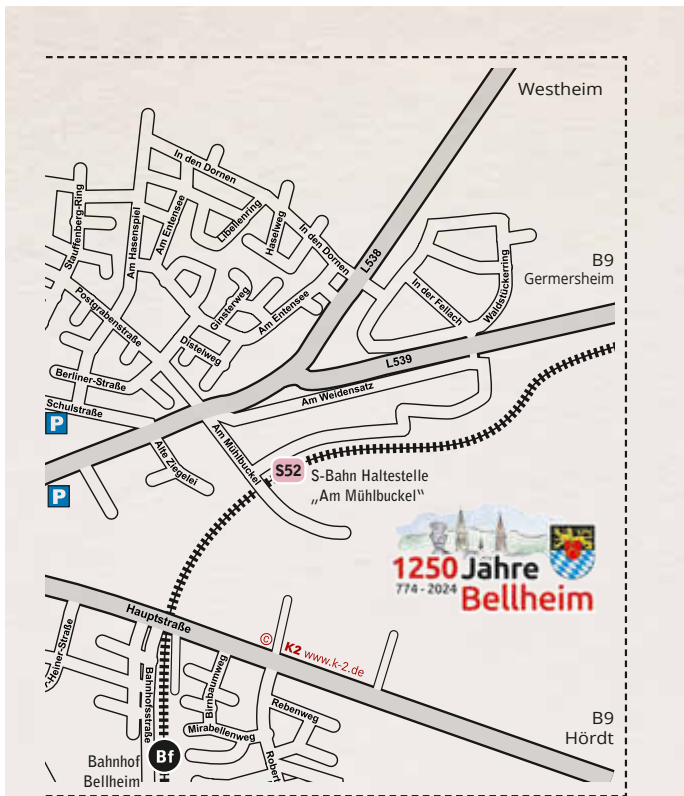 Westheim
In den Dornen
Stauffenberg-Ring
Am Hasenspiel
Am Entensee
Libellenring
Haselweg
In den Dornen
L538
B9
Germersheim
In der Fellach
Waldstückerring
Postgrabenstraße
Ginsterweg
Am Entensee
Distelweg
L539
Berliner-Straße
Am Weidensatz
Schulstraße
P
Am Mühlbuckel
Alte Ziegelei
S52
S-Bahn Haltestelle
„Am Mühlbuckel“
P
1250 Jahre
774 - 2024
Bellheim
Hauptstraße
r-Heiner-Straße
© K2 www.k-2.de
Bahnhofsstraße
Birnbaumweg
Rebenweg
Mirabellenweg
Robert
B9
Hördt
Bf
Bahnhof
Bellheim